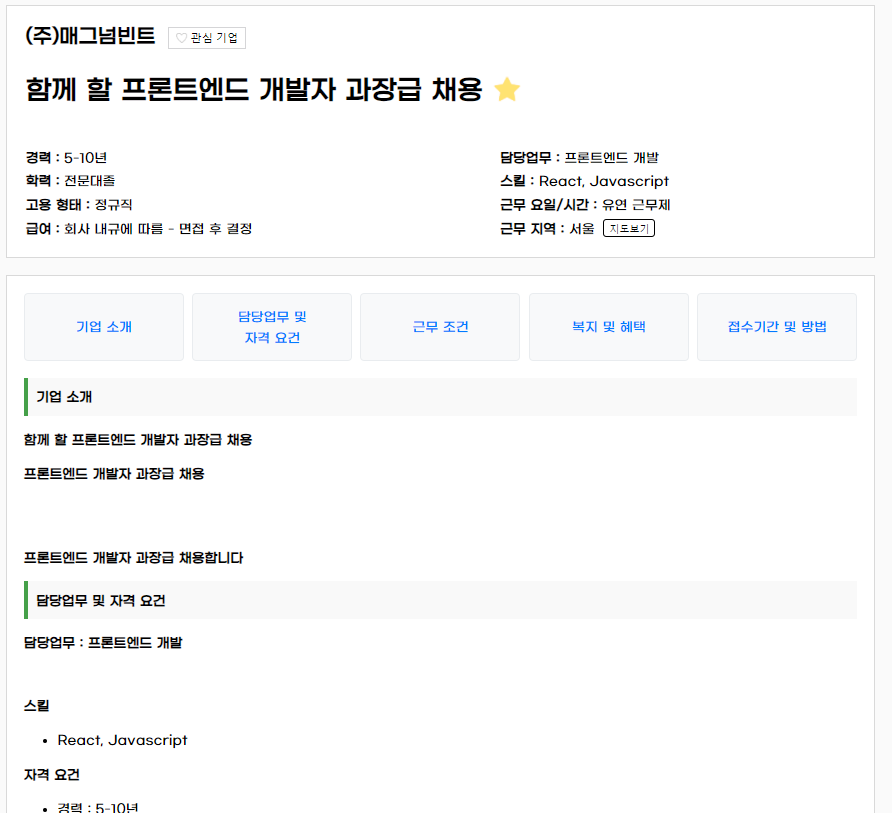 (주)매그넘빈트 ♡ 관심 기업
함께 할 프론트엔드 개발자 과장급 채용
경력 : 5-10년
학력 : 전문대졸
고용 형태 : 정규직
급여 : 회사 내규에 따름 - 면접 후 결정
담당업무 : 프론트엔드 개발
스킬 : React, Javascript
근무 요일/시간 : 유연 근무제
근무 지역 : 서울 지도보기
기업 소개
담당업무 및
자격 요건
근무 조건
복지 및 혜택
접수기간 및 방법
기업 소개
함께 할 프론트엔드 개발자 과장급 채용
프론트엔드 개발자 과장급 채용
프론트엔드 개발자 과장급 채용합니다
담당업무 및 자격 요건
담당업무 : 프론트엔드 개발
스킬
• React, Javascript
자격 요건
• 경력 : 5-10년